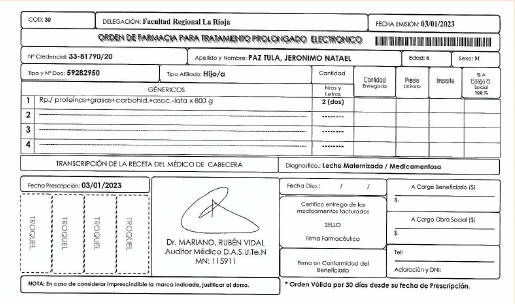 COD: 30
DELEGACIÓN: Facultad Regional La Rioja
FECHA EMISIÓN: 03/01/2023
ORDEN DE FARMACIA PARA TRATAMIENTO PROLONGADO ELECTRONICO
Nº Credencial: 33-81790/20
Apellido y Nombre: PAZ TULA, JERONIMO NATAEL
Edad: 0
Sexo: M
Tipo y Nº Doc: 59282950
Tipo Afiliado: Hijo/a
Cantidad
Cantidad Entregada
Precio Unitario
Importe
% A Cargo O. Social 100 %
GÉNERICOS
Nros y Letras
1 Rp./ proteinas+grasas+carbohid.+asoc.-lata x 800 g
2 (dos)
2
3
4
TRANSCRIPCIÓN DE LA RECETA DEL MÉDICO DE CABECERA
Diagnostico.: Leche Maternizada / Medicamentosa
Fecha Prescripción: 03/01/2023
TROQUEL
TROQUEL
TROQUEL
TROQUEL
Dr. MARIANO, RUBÉN VIDAL
Auditor Médico D.A.S.U.Te.N
MN: 115911
Fecha Disp.: / /
Certifico entrega de los
medicamentos facturados
SELLO
Firma Farmacéutico
Firma en Conformidad del
Beneficiario
A Cargo Beneficiario ($)
$.
A Cargo Obra Social ($)
$.
Tel:
Aclaración y DNI:
NOTA: En caso de considerar imprescindible la marca indicada, justificar al dorso.
* Orden Válida por 30 días desde su fecha de Prescripción.